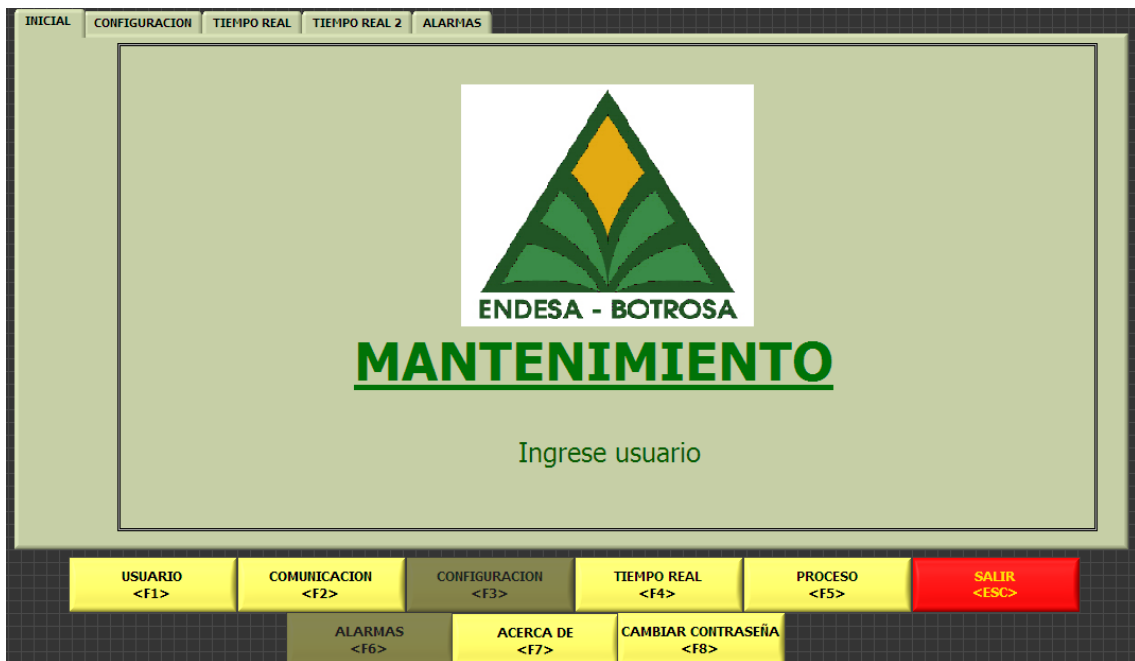 INICIAL CONFIGURACION TIEMPO REAL TIEMPO REAL 2 ALARMAS
ENDESA - BOTROSA
MANTENIMIENTO
Ingrese usuario
USUARIO COMUNICACION CONFIGURACION TIEMPO REAL PROCESO SALIR
<F1> <F2> <F3> <F4> <F5> <ESC>
ALARMAS ACERCA DE CAMBIAR CONTRASEÑA
<F6> <F7> <F8>